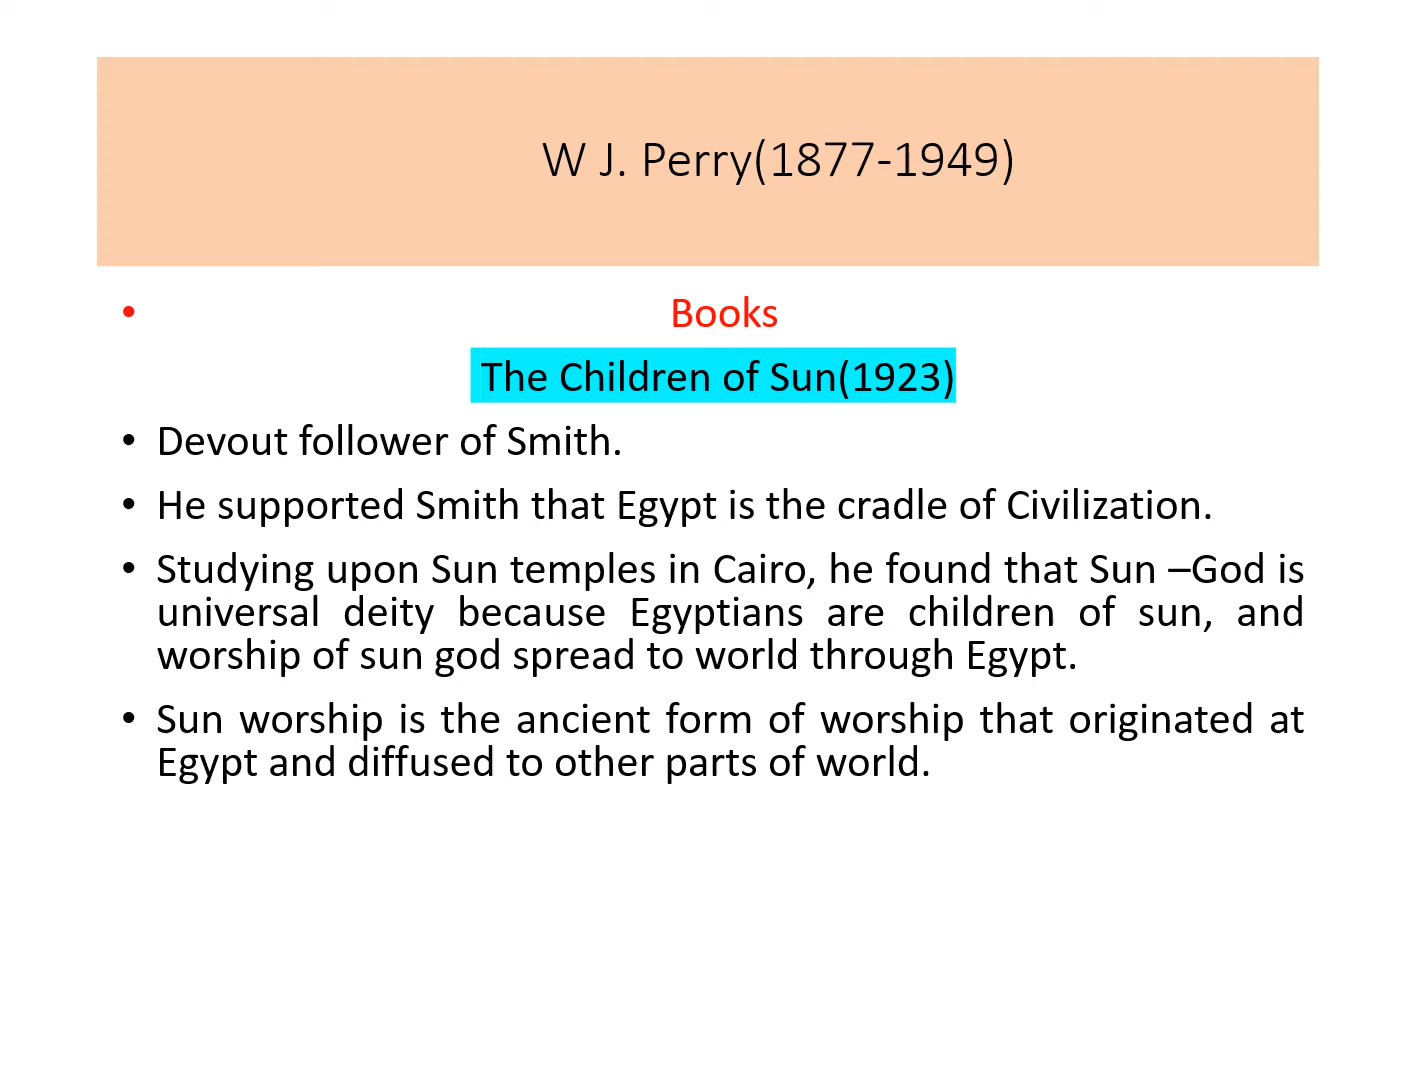 W J. Perry(1877-1949)
• Books
The Children of Sun(1923)
• Devout follower of Smith.
• He supported Smith that Egypt is the cradle of Civilization.
• Studying upon Sun temples in Cairo, he found that Sun –God is
universal deity because Egyptians are children of sun, and
worship of sun god spread to world through Egypt.
• Sun worship is the ancient form of worship that originated at
Egypt and diffused to other parts of world.